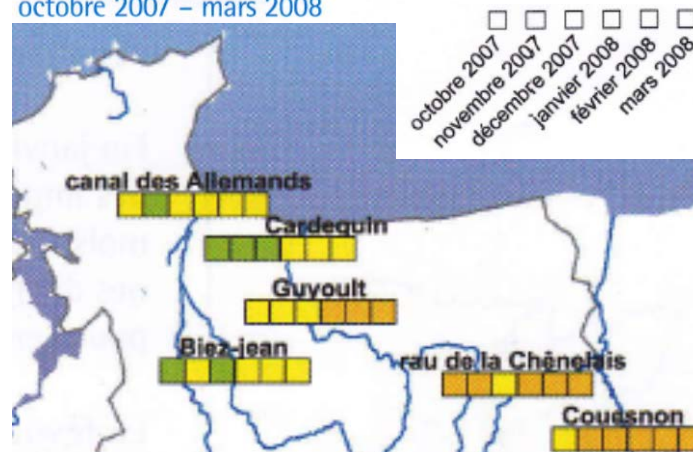 octobre 2007 – mars 2008
octobre 2007
novembre 2007
décembre 2007
janvier 2008
février 2008
mars 2008
canal des Allemands
Cardequin
Guyoult
Biez-jean
rau de la Chênelais
Couesnon